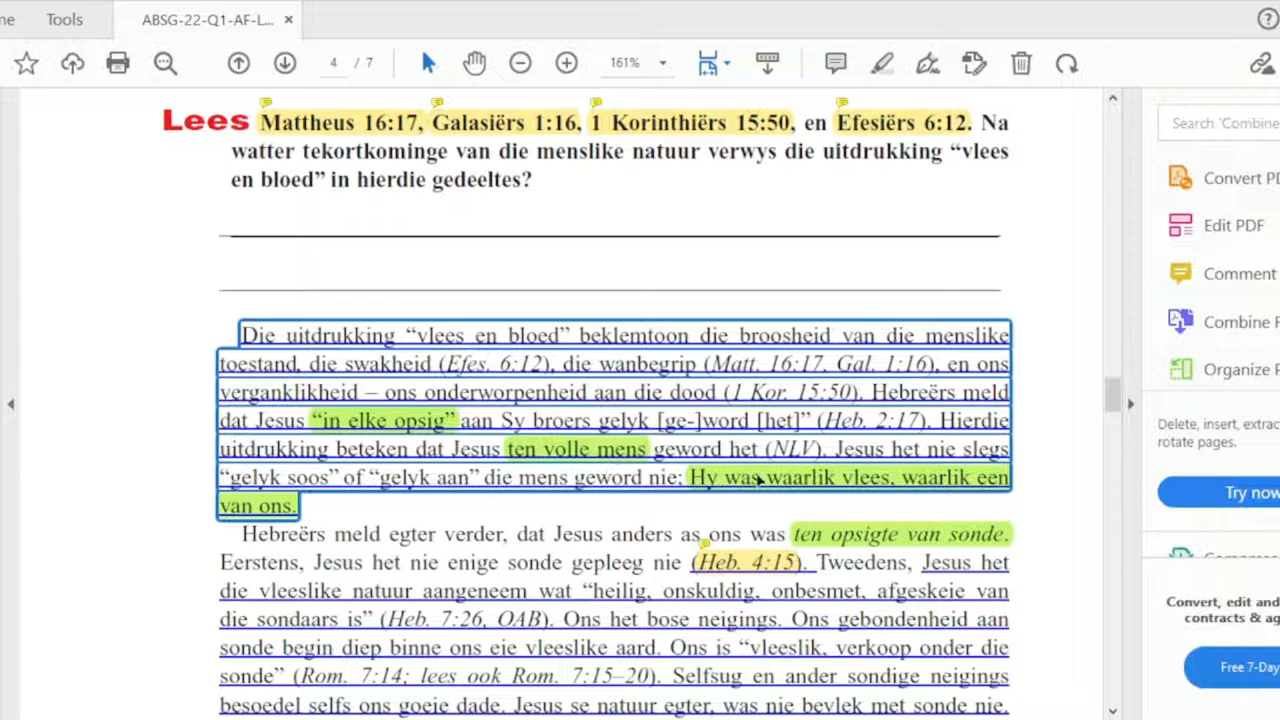 me Tools ABSG-22-Q1-AF-L... ×
4 / 7 161%
Lees Mattheus 16:17, Galasiërs 1:16, 1 Korinthiërs 15:50, en Efesiërs 6:12. Na
watter tekortkominge van die menslike natuur verwys die uitdrukking “vlees
en bloed” in hierdie gedeeltes?
Die uitdrukking “vlees en bloed” beklemtoon die broosheid van die menslike
toestand, die swakheid (Efes. 6:12), die wanbegrip (Matt. 16:17, Gal. 1:16), en ons
verganklikheid – ons onderworpenheid aan die dood (1 Kor. 15:50). Hebreërs meld
dat Jesus “in elke opsig” aan Sy broers gelyk [ge-]word [het]” (Heb. 2:17). Hierdie
uitdrukking beteken dat Jesus ten volle mens geword het (NLV). Jesus het nie slegs
“gelyk soos” of “gelyk aan” die mens geword nie; Hy was waarlik vlees, waarlik een
van ons.
Hebreërs meld egter verder, dat Jesus anders as ons was ten opsigte van sonde.
Eerstens, Jesus het nie enige sonde gepleeg nie (Heb. 4:15). Tweedens, Jesus het
die vleeslike natuur aangeneem wat “heilig, onskuldig, onbesmet, afgeskeie van
die sondaars is” (Heb. 7:26, OAB). Ons het bose neigings. Ons gebondenheid aan
sonde begin diep binne ons eie vleeslike aard. Ons is “vleeslik, verkoop onder die
sonde” (Rom. 7:14; lees ook Rom. 7:15–20). Selfsug en ander sondige neigings
besoedel selfs ons goeie dade. Jesus se natuur egter, was nie bevlek met sonde nie.
Search 'Combine
Convert PD
Edit PDF
Comment
Combine F
Organize P
Delete, insert, extrac
rotate pages.
Try now
Convert, edit and
contracts & ag
Free 7-Day